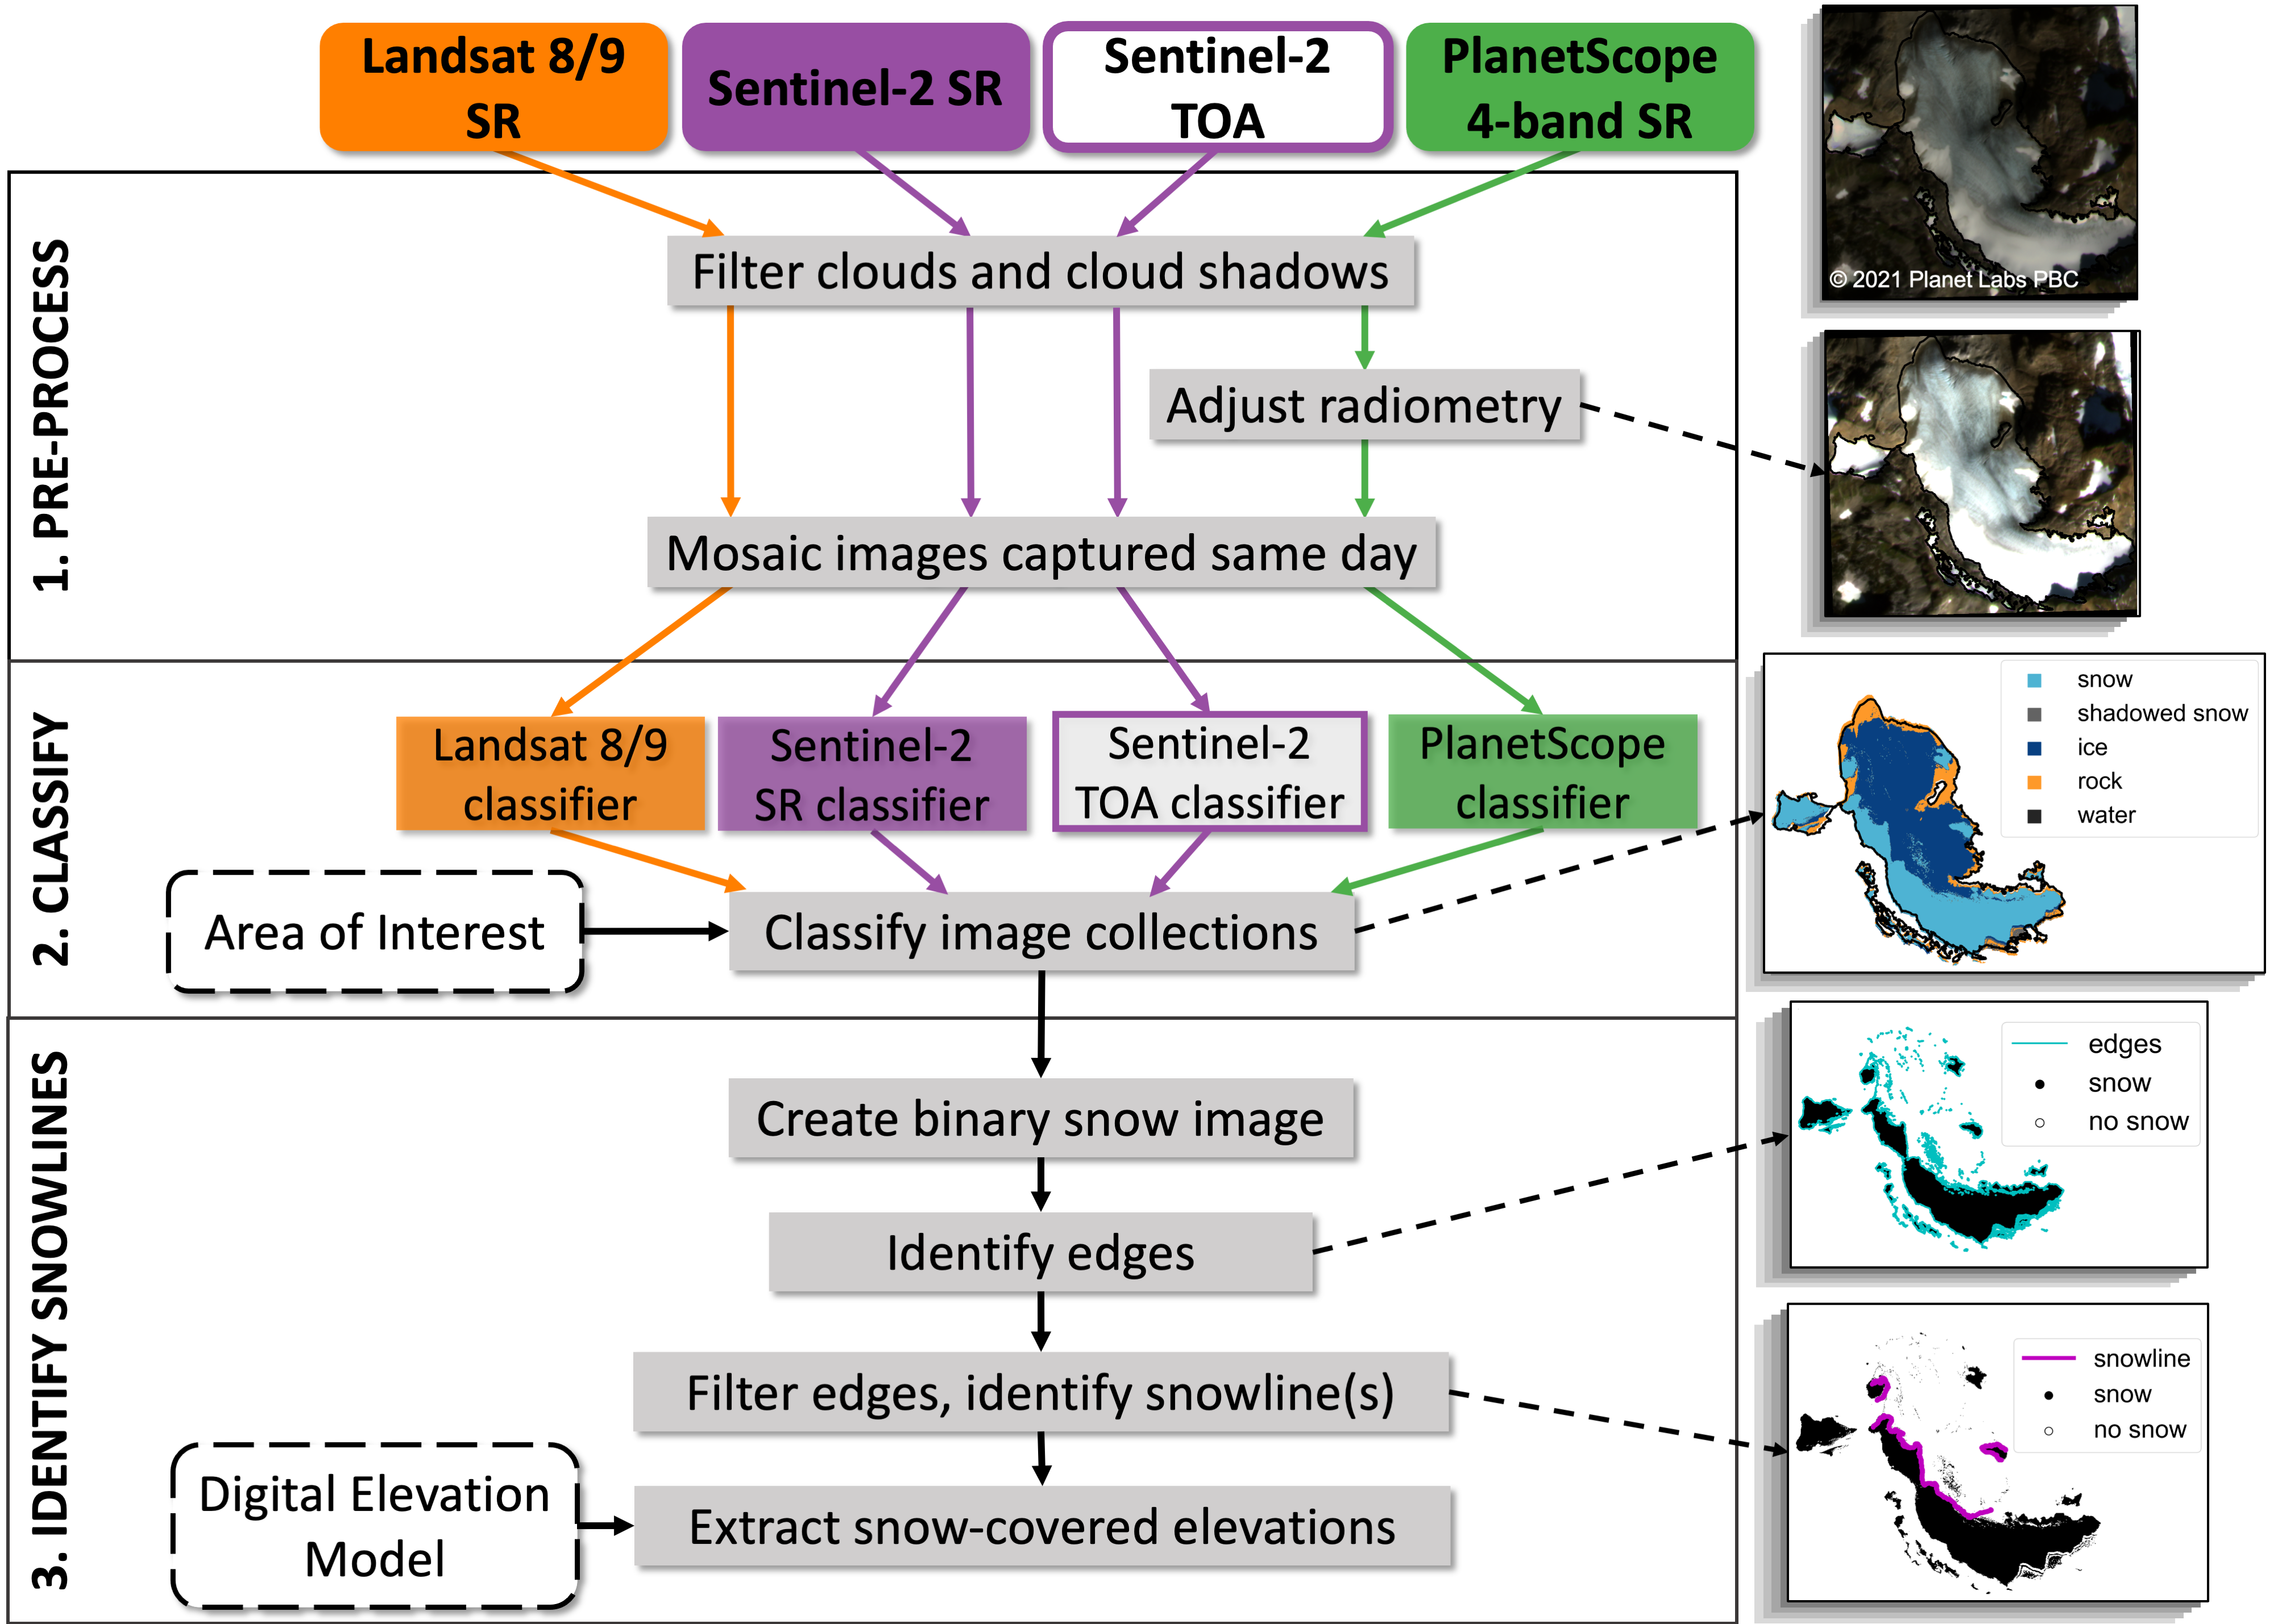 Landsat 8/9
SR
Sentinel-2 SR
Sentinel-2
TOA
PlanetScope
4-band SR
© 2021 Planet Labs PBC
1. PRE-PROCESS
Filter clouds and cloud shadows
Adjust radiometry
Mosaic images captured same day
2. CLASSIFY
Landsat 8/9
classifier
Sentinel-2
SR classifier
Sentinel-2
TOA classifier
PlanetScope
classifier
snow
shadowed snow
ice
rock
water
Area of Interest
Classify image collections
3. IDENTIFY SNOWLINES
Create binary snow image
edges
snow
no snow
Identify edges
Filter edges, identify snowline(s)
snowline
snow
no snow
Digital Elevation
Model
Extract snow-covered elevations